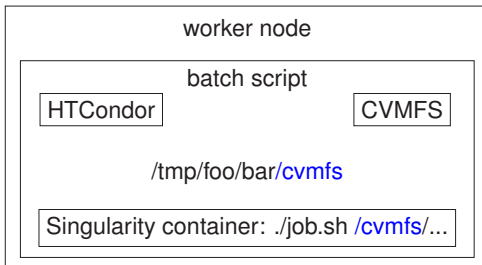 worker node
batch script
HTCondor CVMFS
/tmp/foo/bar/cvmfs
Singularity container: ./job.sh /cvmfs/...